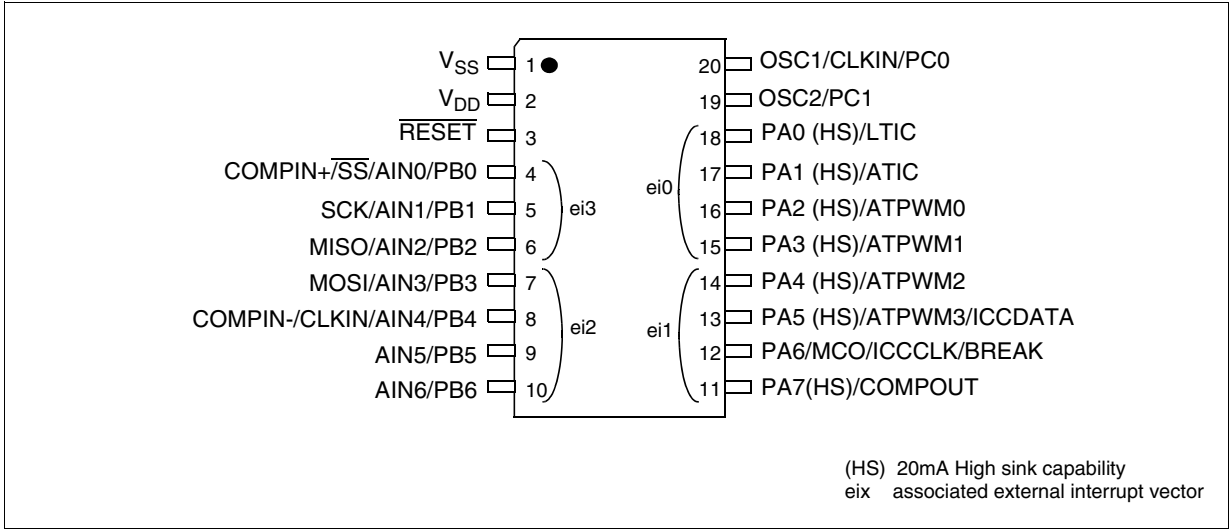 VSS 1
VDD 2
RESET 3
COMPIN+/SS/AIN0/PB0 4
SCK/AIN1/PB1 5
MISO/AIN2/PB2 6
ei3
MOSI/AIN3/PB3 7
COMPIN-/CLKIN/AIN4/PB4 8
AIN5/PB5 9
AIN6/PB6 10
ei2
20 OSC1/CLKIN/PC0
19 OSC2/PC1
18 PA0 (HS)/LTIC
17 PA1 (HS)/ATIC
16 PA2 (HS)/ATPWM0
15 PA3 (HS)/ATPWM1
ei0
14 PA4 (HS)/ATPWM2
13 PA5 (HS)/ATPWM3/ICCDATA
12 PA6/MCO/ICCCLK/BREAK
11 PA7(HS)/COMPOUT
ei1
(HS) 20mA High sink capability
eix associated external interrupt vector